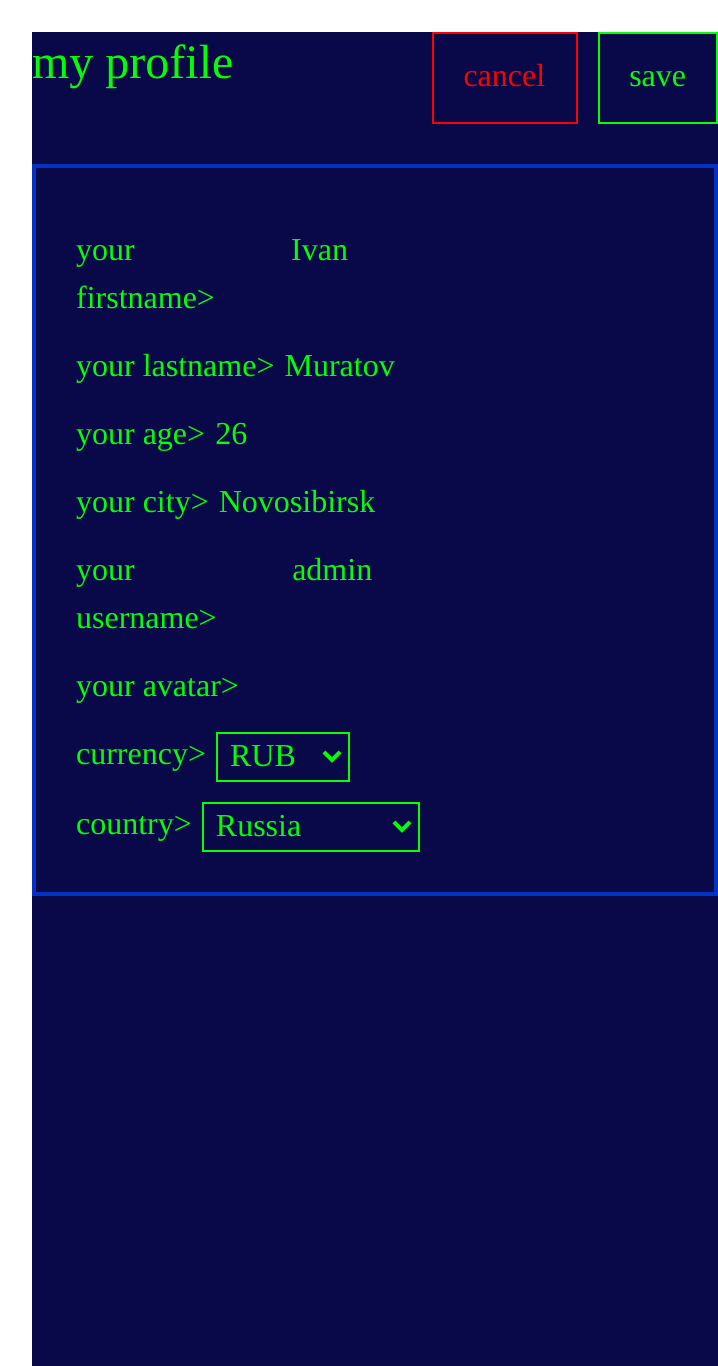 my profile
cancel
save
your firstname> Ivan
your lastname> Muratov
your age> 26
your city> Novosibirsk
your username> admin
your avatar>
currency> RUB
country> Russia